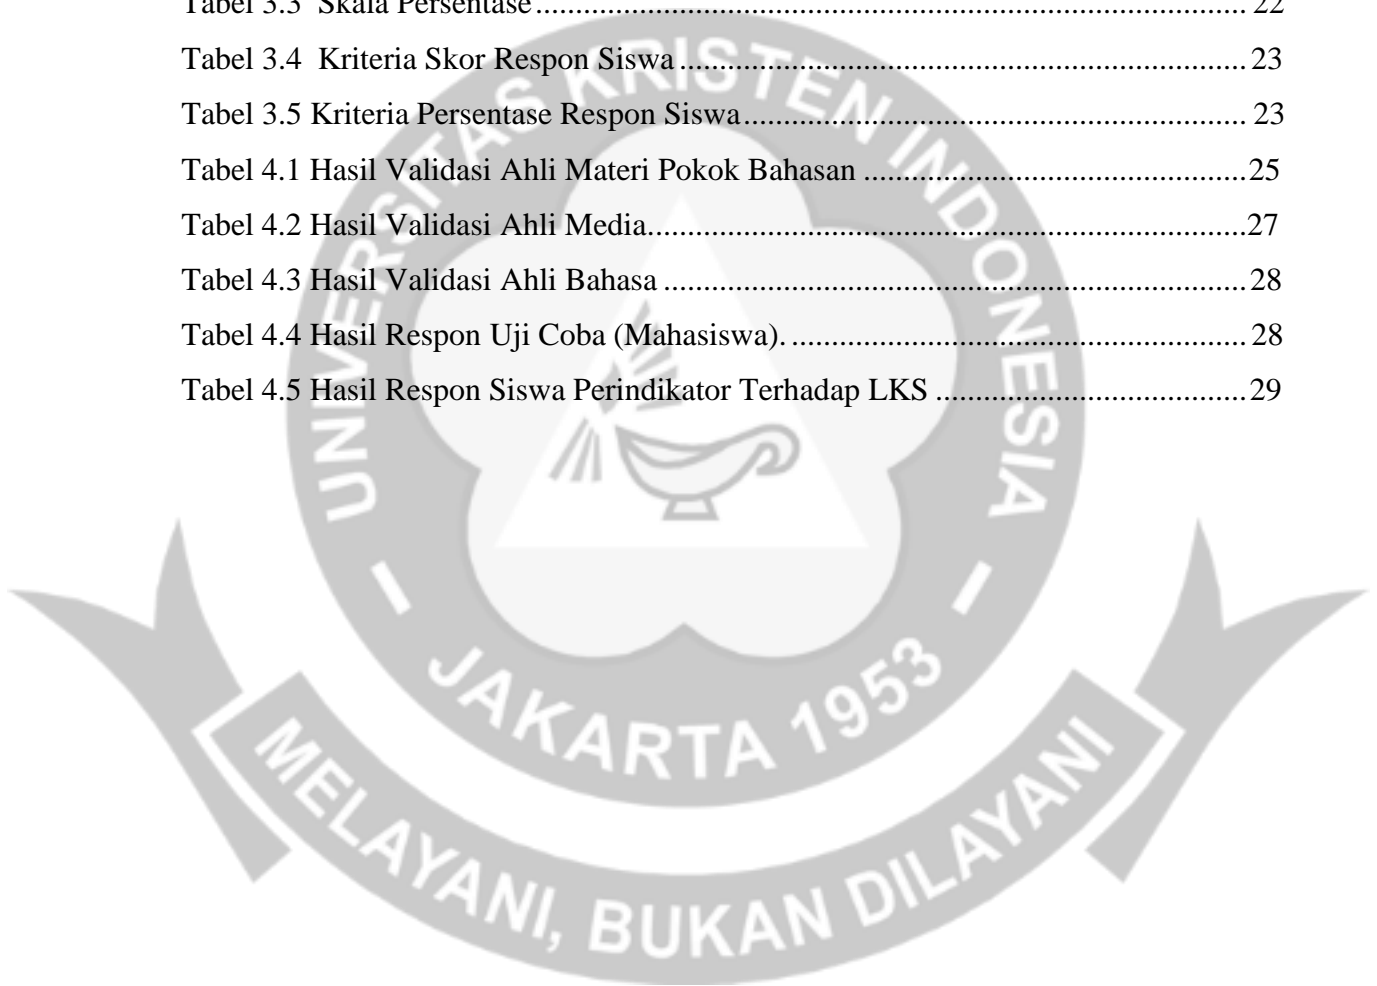 Tabel 3.3  Skala Persentase........................................................................................ 22
Tabel 3.4  Kriteria Skor Respon Siswa...................................................................... 23
Tabel 3.5 Kriteria Persentase Respon Siswa.............................................................. 23
Tabel 4.1 Hasil Validasi Ahli Materi Pokok Bahasan ................................................25
Tabel 4.2 Hasil Validasi Ahli Media..........................................................................27
Tabel 4.3 Hasil Validasi Ahli Bahasa ........................................................................28
Tabel 4.4 Hasil Respon Uji Coba (Mahasiswa). ........................................................ 28
Tabel 4.5 Hasil Respon Siswa Perindikator Terhadap LKS .......................................29
UNIVERSITAS KRISTEN INDONESIA
JAKARTA 1953
MELAYANI, BUKAN DILAYANI